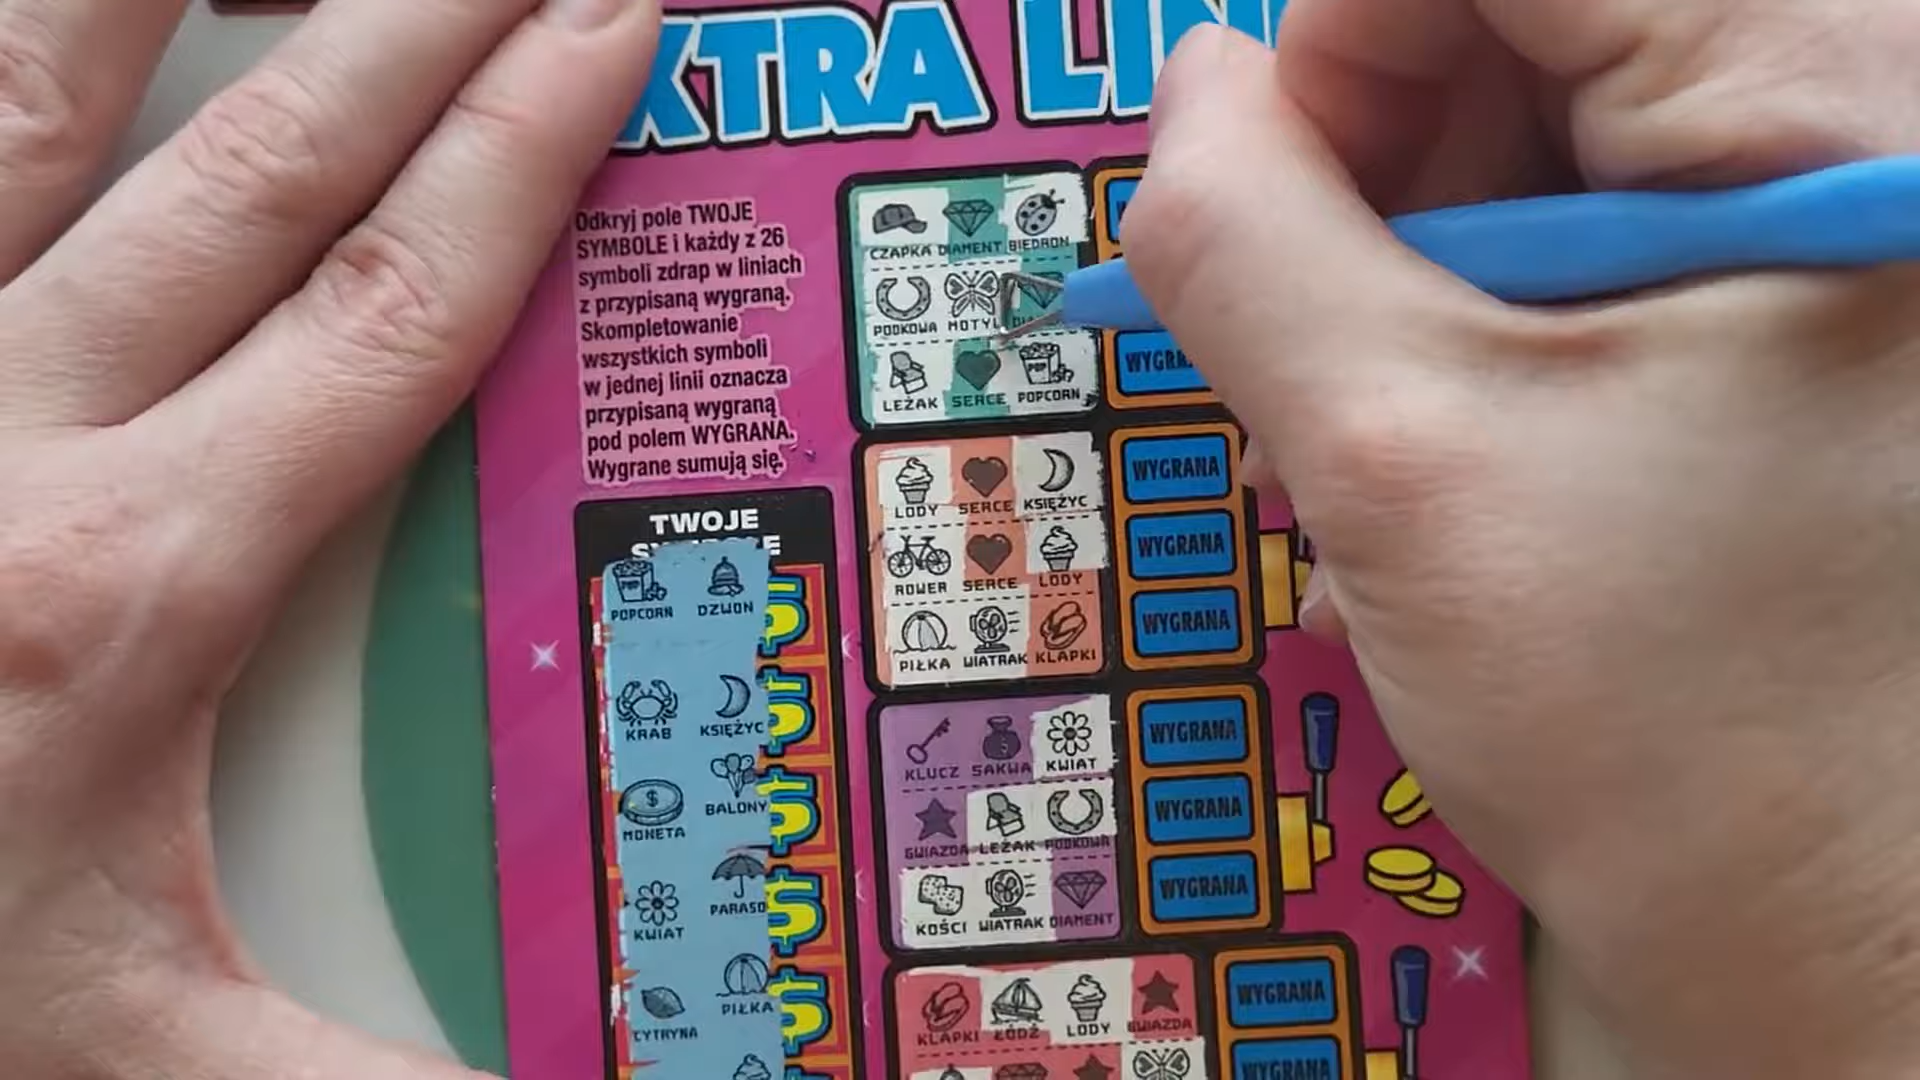 XTRA LI
Odkryj pole TWOJE
SYMBOLE i każdy z 26
symboli zdrap w liniach
z przypisaną wygraną.
Skompletowanie
wszystkich symboli
w jednej linii oznacza
przypisaną wygraną
pod polem WYGRANA.
Wygrane sumują się.
TWOJE
POPCORN DZWON
KRAB KSIĘŻYC
MONETA BALONY
KWIAT PARASO
CYTRYNA PIŁKA
CZAPKA DIAMENT BIEDRON
PODKOWA MOTYL
LEŻAK SERCE POPCORN
WYGRA
LODY SERCE KSIĘŻYC
WYGRANA
ROWER SERCE LODY
WYGRANA
PIŁKA WIATRAK KLAPKI
WYGRANA
KLUCZ SAKWA KWIAT
WYGRANA
GWIAZDA LEŻAK PODKOWA
WYGRANA
KOŚCI WIATRAK DIAMENT
WYGRANA
KLAPKI ŁÓDŹ LODY GWIAZDA
WYGRANA
WYGRANA